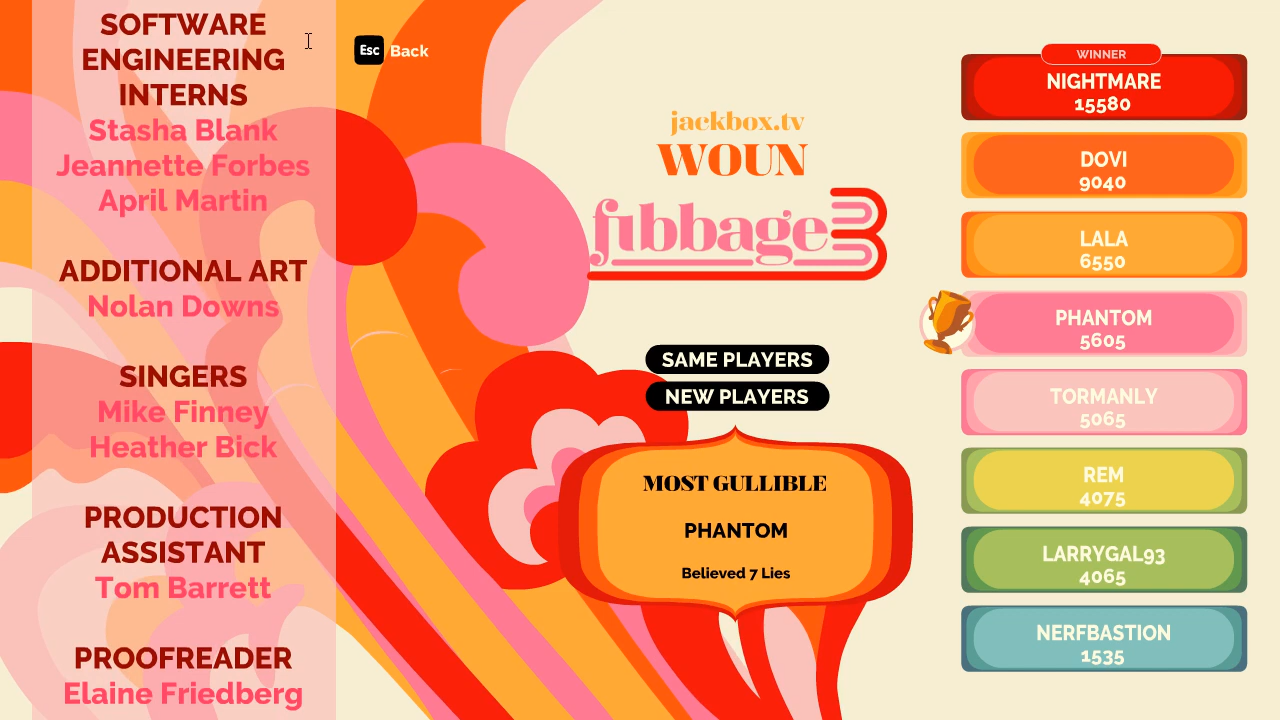 SOFTWARE
ENGINEERING
INTERNS
Stasha Blank
Jeannette Forbes
April Martin
ADDITIONAL ART
Nolan Downs
SINGERS
Mike Finney
Heather Bick
PRODUCTION
ASSISTANT
Tom Barrett
PROOFREADER
Elaine Friedberg
Esc Back
jackbox.tv
WOUN
fibbage 3
SAME PLAYERS
NEW PLAYERS
MOST GULLIBLE
PHANTOM
Believed 7 Lies
WINNER
NIGHTMARE
15580
DOVI
9040
LALA
6550
PHANTOM
5605
TORMANLY
5065
REM
4075
LARRYGAL93
4065
NERFBASTION
1535